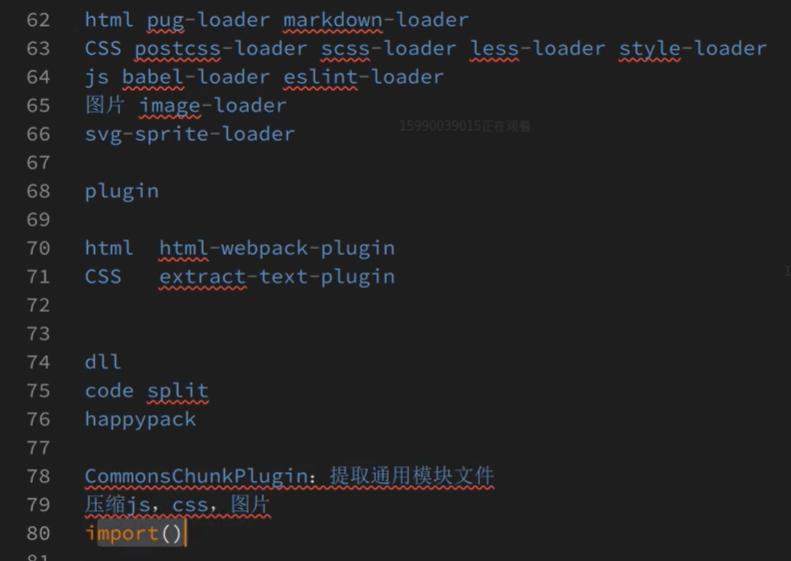 62 html pug-loader markdown-loader
63 CSS postcss-loader scss-loader less-loader style-loader
64 js babel-loader eslint-loader
65 图片 image-loader
66 svg-sprite-loader
15990039015正在观看
67
68 plugin
69
70 html html-webpack-plugin
71 CSS extract-text-plugin
72
73
74 dll
75 code split
76 happypack
77
78 CommonsChunkPlugin：提取通用模块文件
79 压缩js，css，图片
80 import()
81